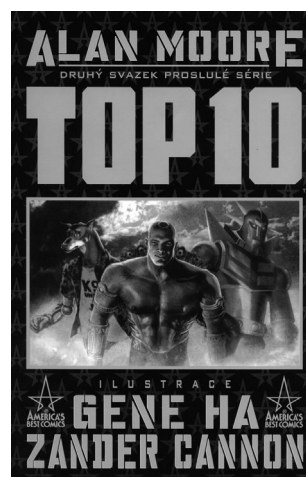 ALAN MOORE
DRUHÝ SVAZEK PROSLULÉ SÉRIE
TOP 10
K9
ILUSTRACE
AMERICA'S
BEST COMICS
GENE HA
AMERICA'S
BEST COMICS
ZANDER CANNON